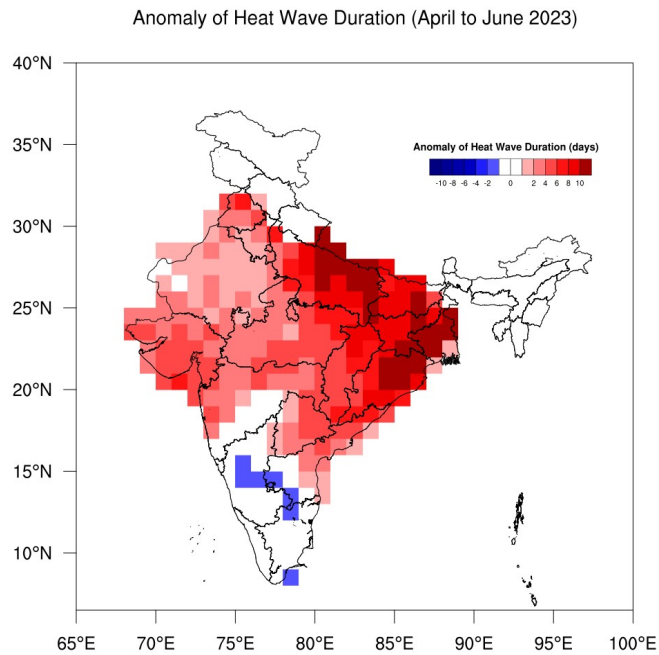 Anomaly of Heat Wave Duration (April to June 2023)
40°N
35°N
Anomaly of Heat Wave Duration (days)
-10 -8 -6 -4 -2 0 2 4 6 8 10
30°N
25°N
20°N
15°N
10°N
65°E 70°E 75°E 80°E 85°E 90°E 95°E 100°E